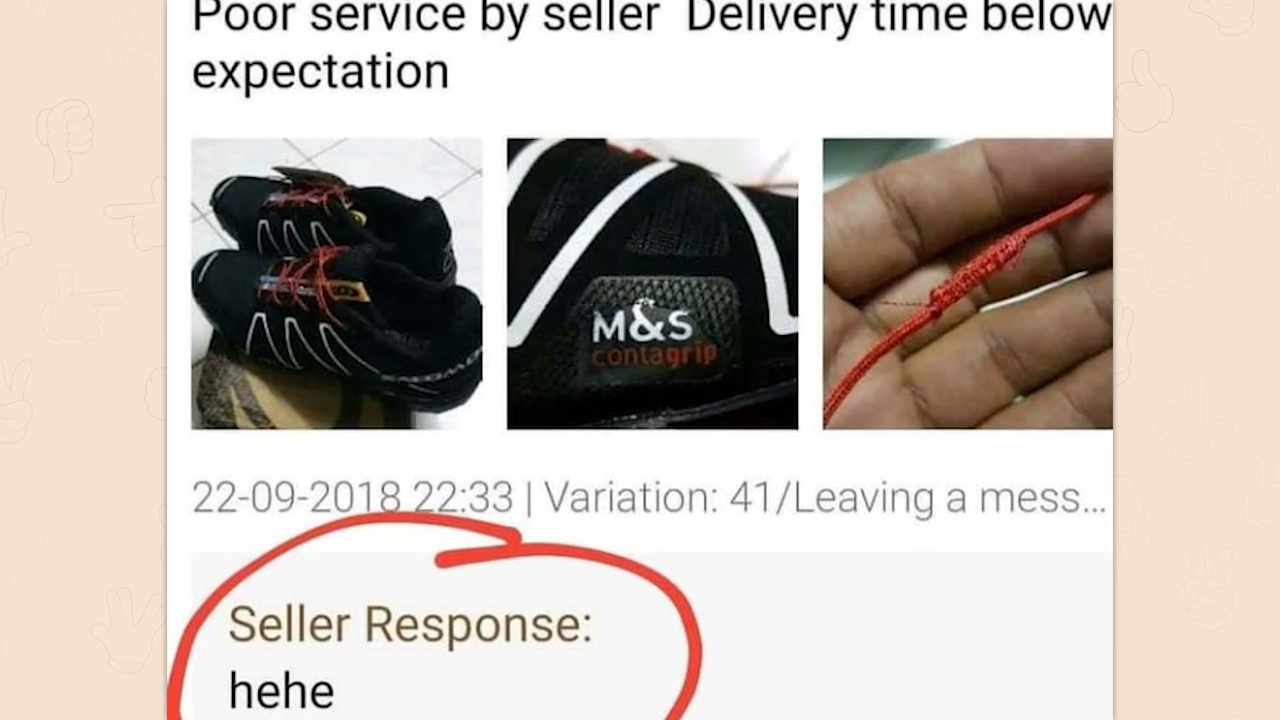 Poor service by seller Delivery time below
expectation
M&S
contagrip
22-09-2018 22:33 | Variation: 41/Leaving a mess...
Seller Response:
hehe